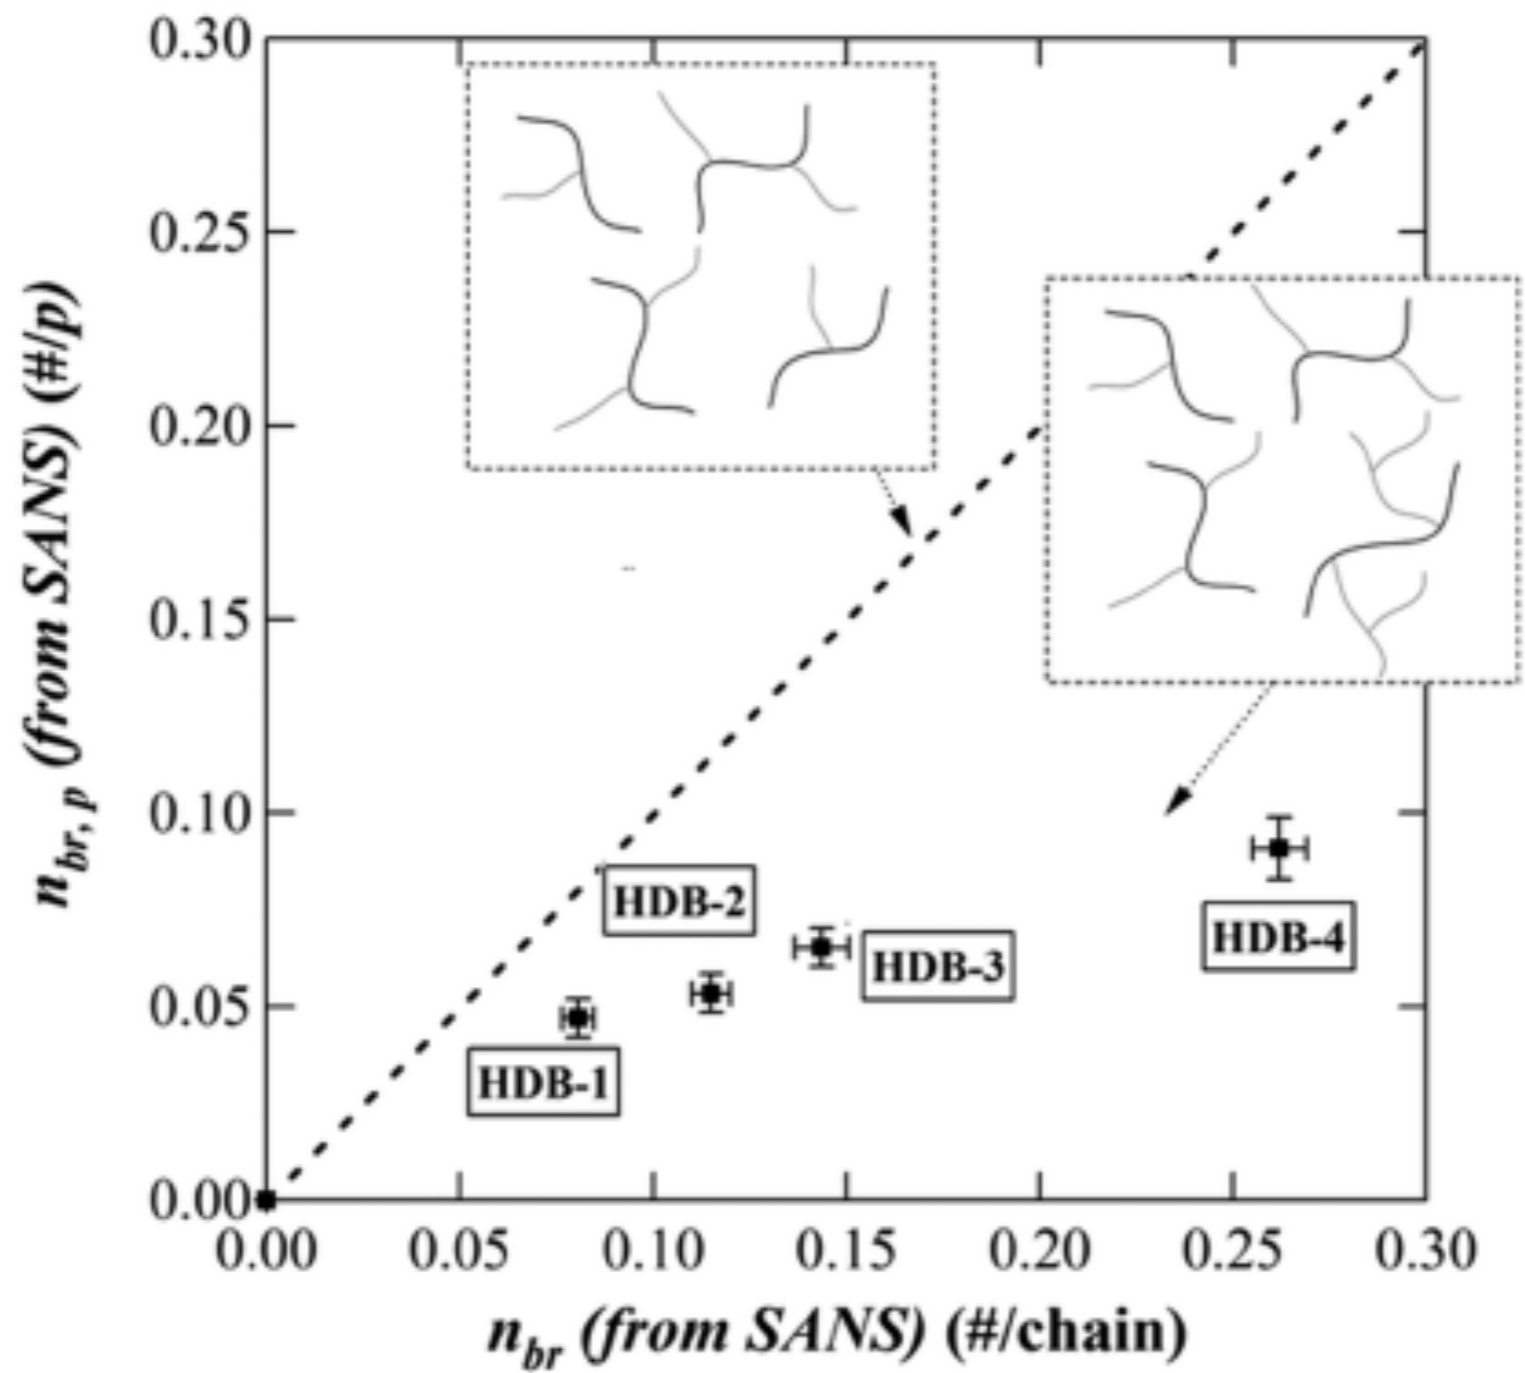 0.30
0.25
0.20
0.15
0.10
0.05
0.00
n_br, p (from SANS) (#/p)
HDB-2
HDB-4
HDB-3
HDB-1
0.00 0.05 0.10 0.15 0.20 0.25 0.30
n_br (from SANS) (#/chain)